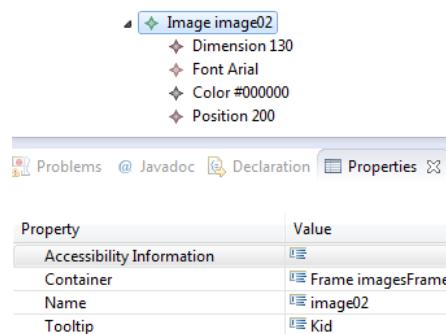 Image image02
Dimension 130
Font Arial
Color #000000
Position 200
Problems @ Javadoc Declaration Properties
Property Value
Accessibility Information
Container Frame imagesFrame
Name image02
Tooltip Kid